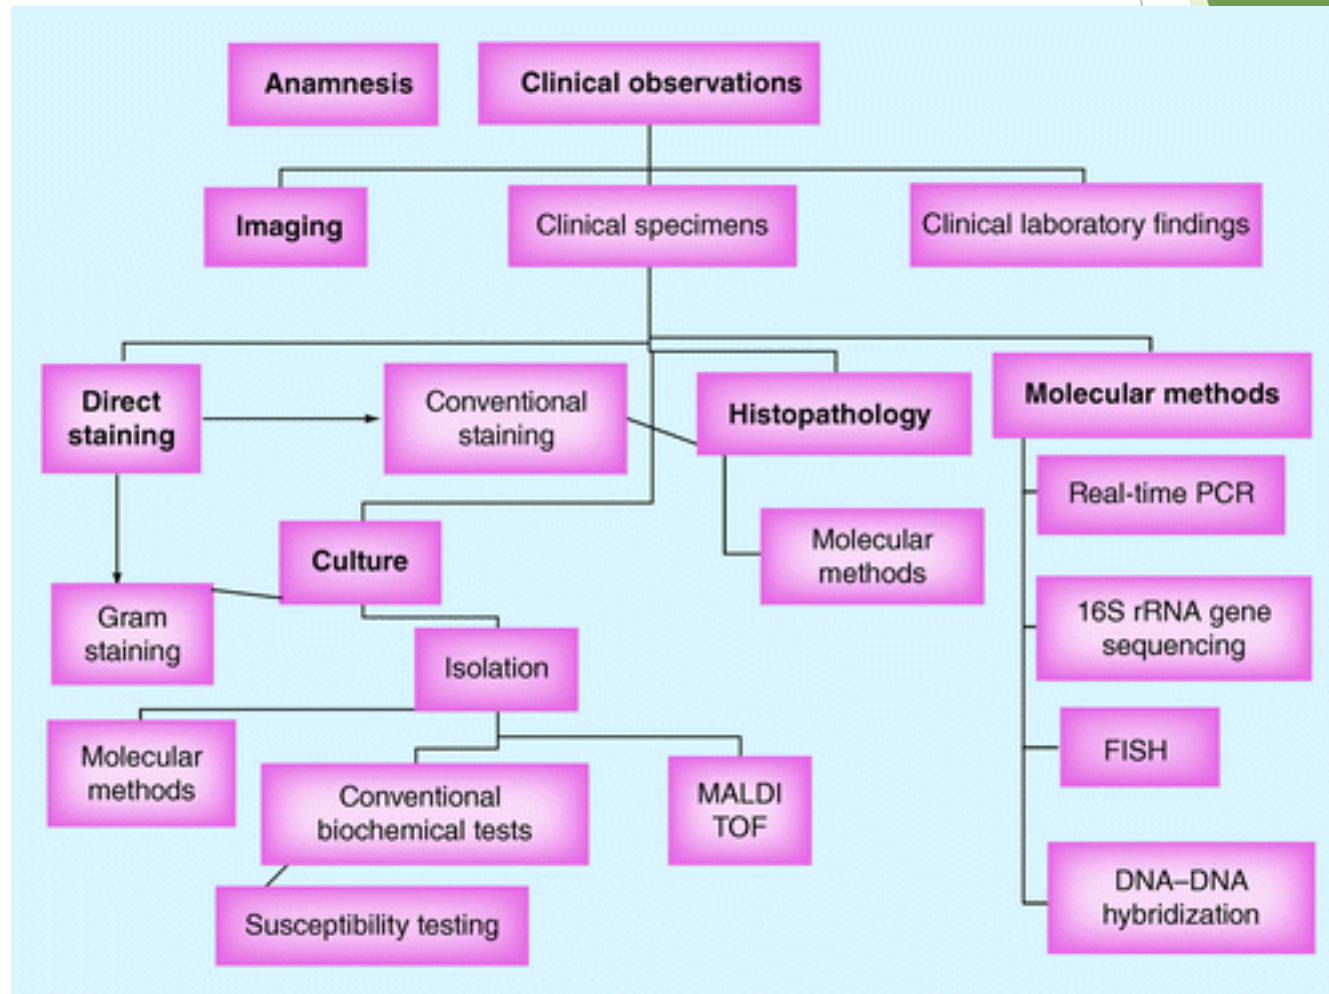 Anamnesis
Clinical observations
Imaging
Clinical specimens
Clinical laboratory findings
Direct
staining
Conventional
staining
Histopathology
Molecular methods
Real-time PCR
Culture
Molecular
methods
Gram
staining
16S rRNA gene
sequencing
Isolation
Molecular
methods
FISH
Conventional
biochemical tests
MALDI
TOF
DNA–DNA
hybridization
Susceptibility testing